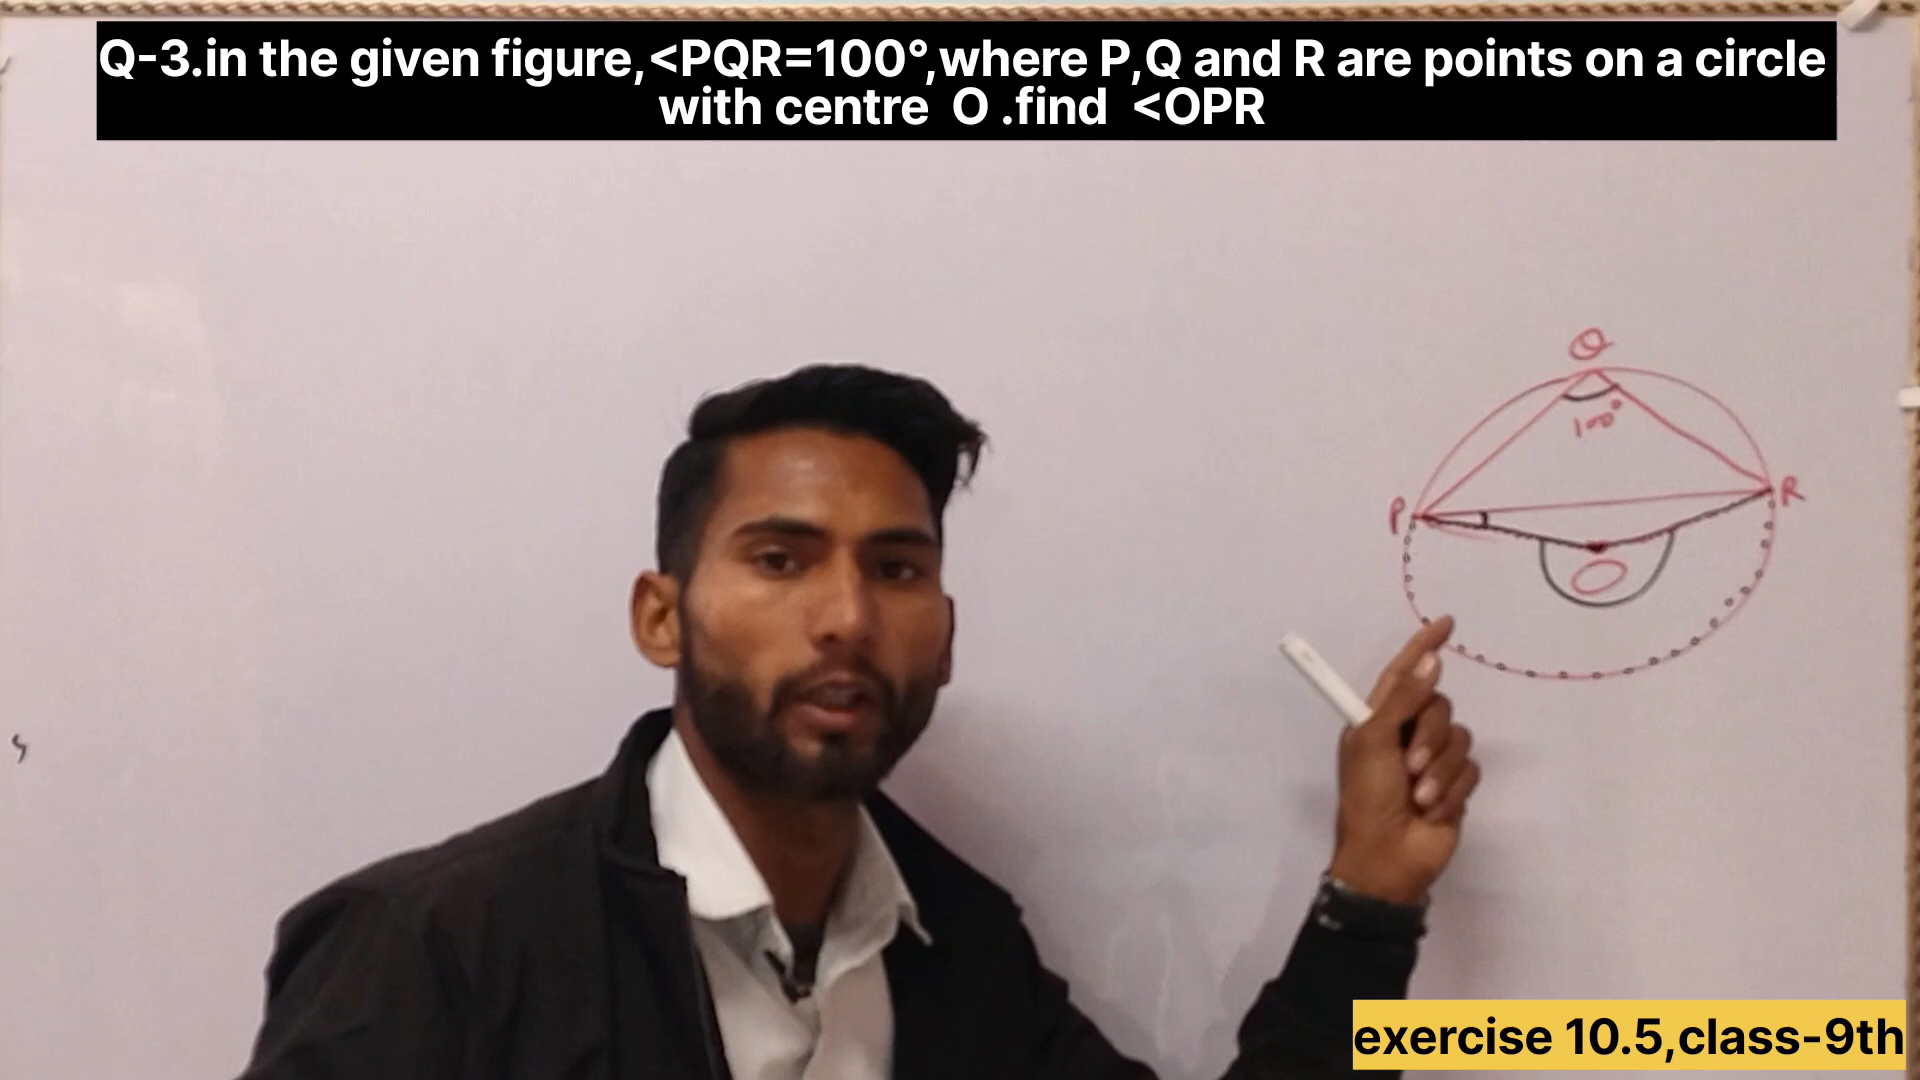 Q-3.in the given figure,<PQR=100°,where P,Q and R are points on a circle
with centre O .find <OPR
Q
100°
P
R
O
exercise 10.5,class-9th